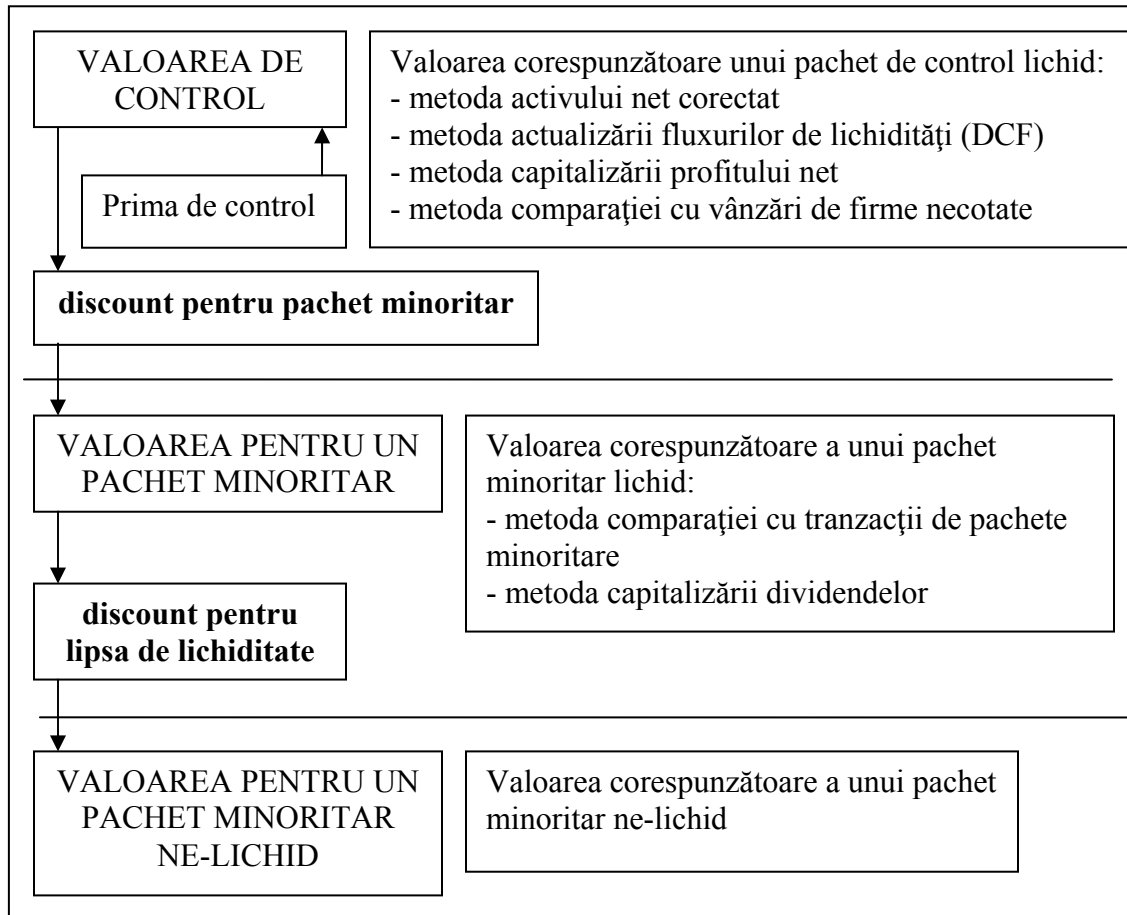 VALOAREA DE
CONTROL
Valoarea corespunzătoare unui pachet de control lichid:
- metoda activului net corectat
- metoda actualizării fluxurilor de lichidităţi (DCF)
- metoda capitalizării profitului net
- metoda comparaţiei cu vânzări de firme necotate
Prima de control
discount pentru pachet minoritar
VALOAREA PENTRU UN
PACHET MINORITAR
Valoarea corespunzătoare a unui pachet
minoritar lichid:
- metoda comparaţiei cu tranzacţii de pachete
minoritare
- metoda capitalizării dividendelor
discount pentru
lipsa de lichiditate
VALOAREA PENTRU UN
PACHET MINORITAR
NE-LICHID
Valoarea corespunzătoare a unui pachet
minoritar ne-lichid